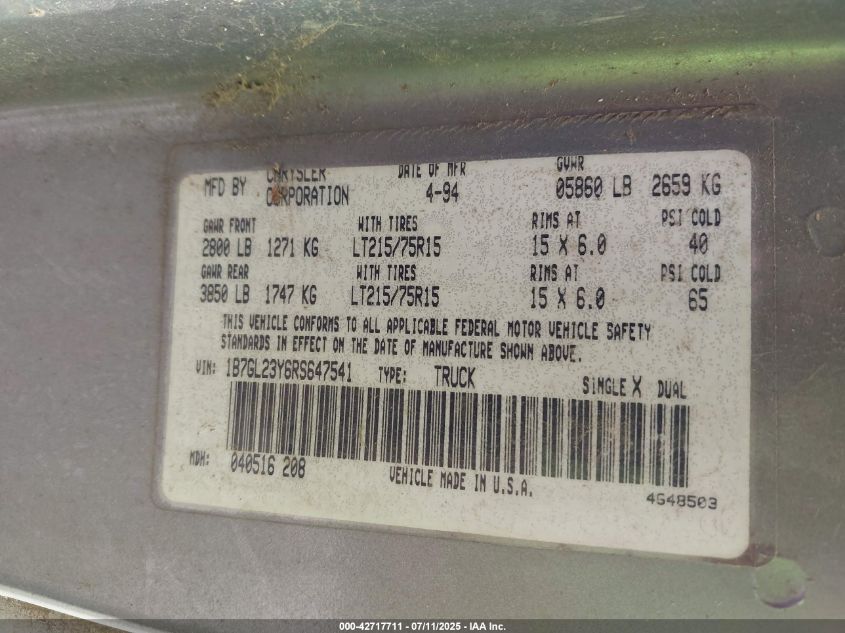 MFD BY CHRYSLER CORPORATION DATE OF MFR 4-94 GVWR 05860 LB 2659 KG
GAWR FRONT WITH TIRES RIMS AT PSI COLD
2800 LB 1271 KG LT215/75R15 15 X 6.0 40
GAWR REAR WITH TIRES RIMS AT PSI COLD
3850 LB 1747 KG LT215/75R15 15 X 6.0 65
THIS VEHICLE CONFORMS TO ALL APPLICABLE FEDERAL MOTOR VEHICLE SAFETY
STANDARDS IN EFFECT ON THE DATE OF MANUFACTURE SHOWN ABOVE.
VIN: 1B7GL23Y6RS647541 TYPE: TRUCK SINGLE X DUAL
MDH: 040516 208 VEHICLE MADE IN U.S.A. 4648503
000-42717711 - 07/11/2025 - IAA Inc.